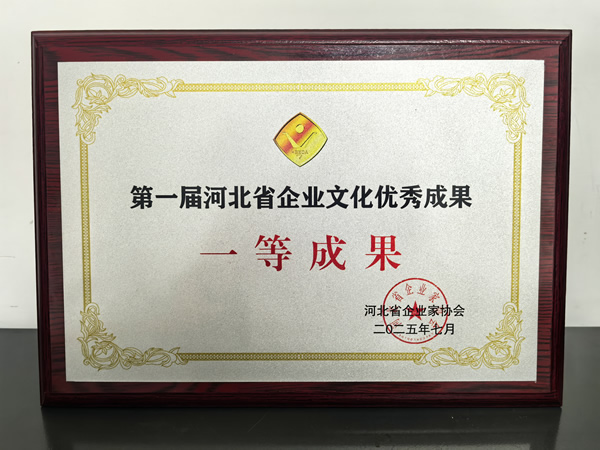 第一届河北省企业文化优秀成果
一等成果
河北省企业家协会
二〇二五年七月